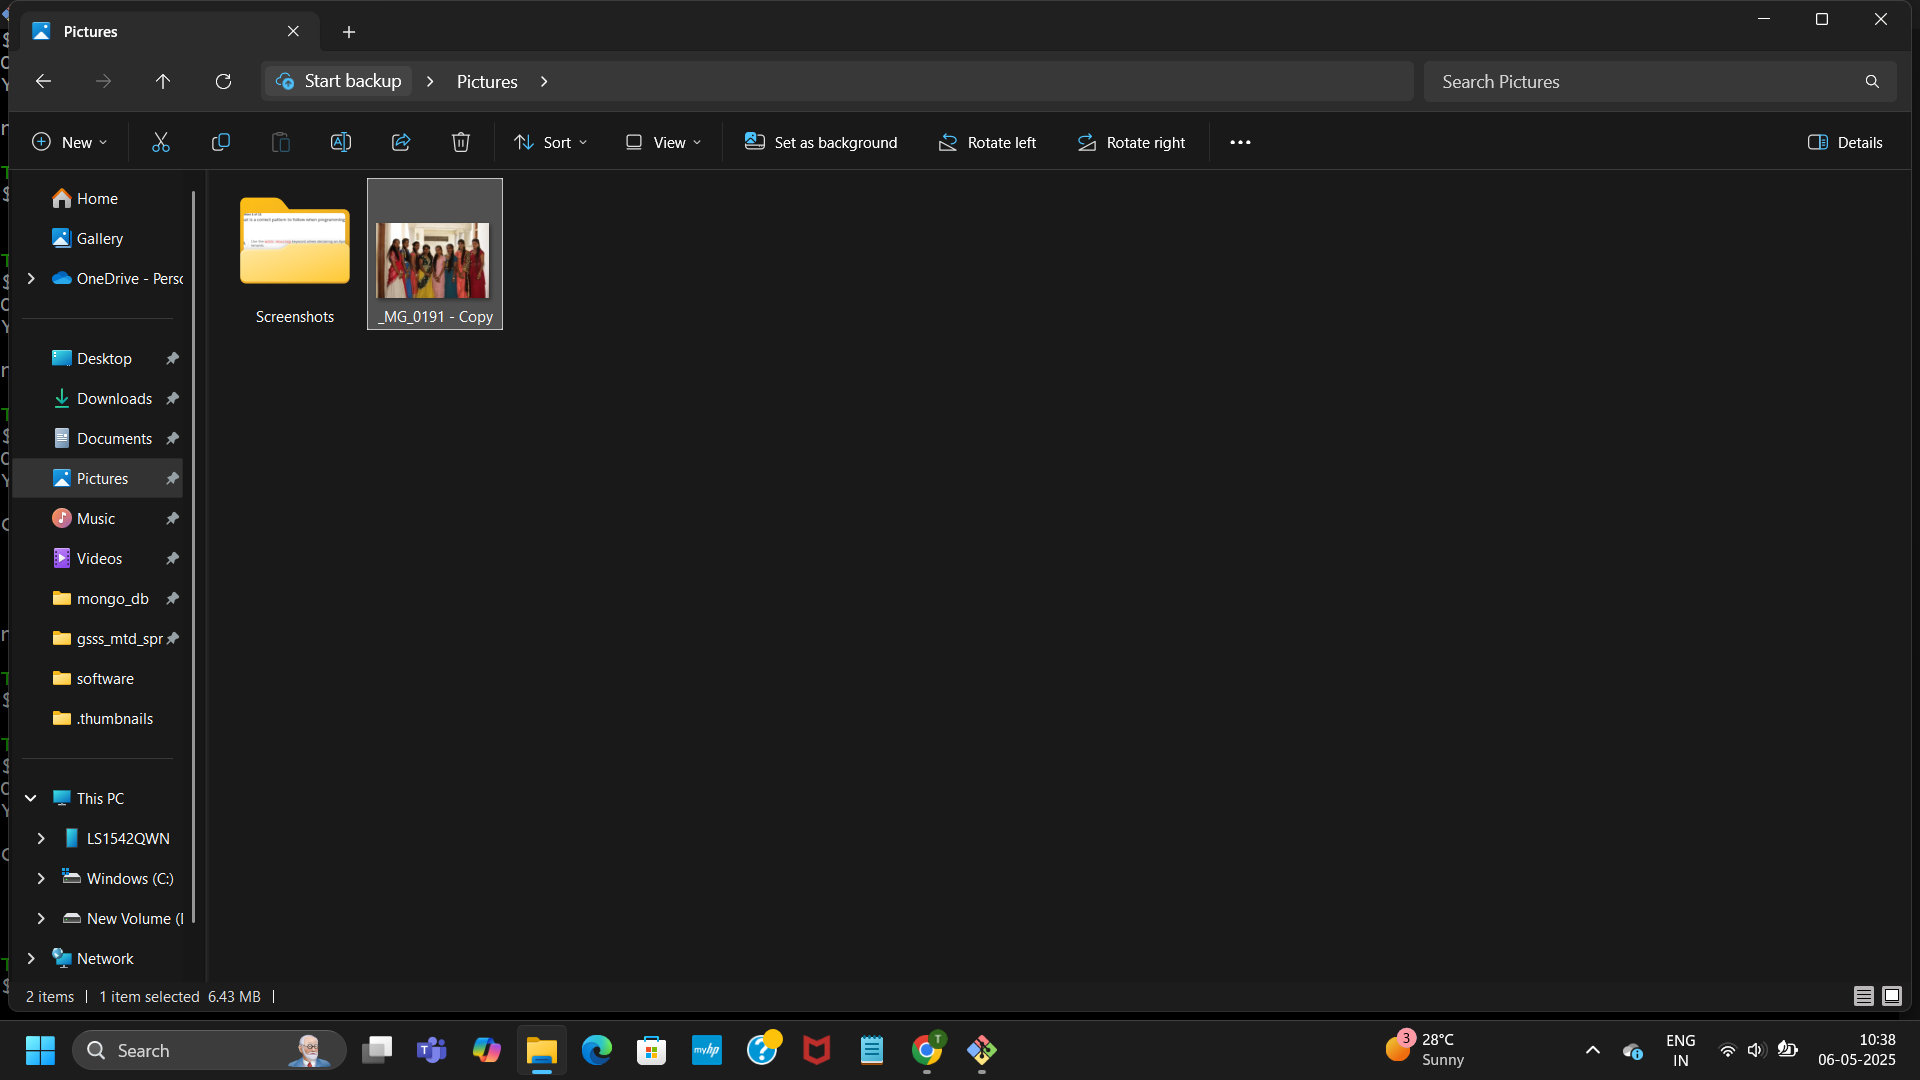 Pictures
Start backup
Pictures
Search Pictures
New
Sort
View
Set as background
Rotate left
Rotate right
Details
Home
Gallery
OneDrive - Persc
Desktop
Downloads
Documents
Pictures
Music
Videos
mongo_db
gsss_mtd_spr
software
.thumbnails
This PC
LS1542QWN
Windows (C:)
New Volume (
Network
Screenshots
_MG_0191 - Copy
2 items
1 item selected 6.43 MB
Search
myhp
T
3
28°C
Sunny
ENG
IN
10:38
06-05-2025